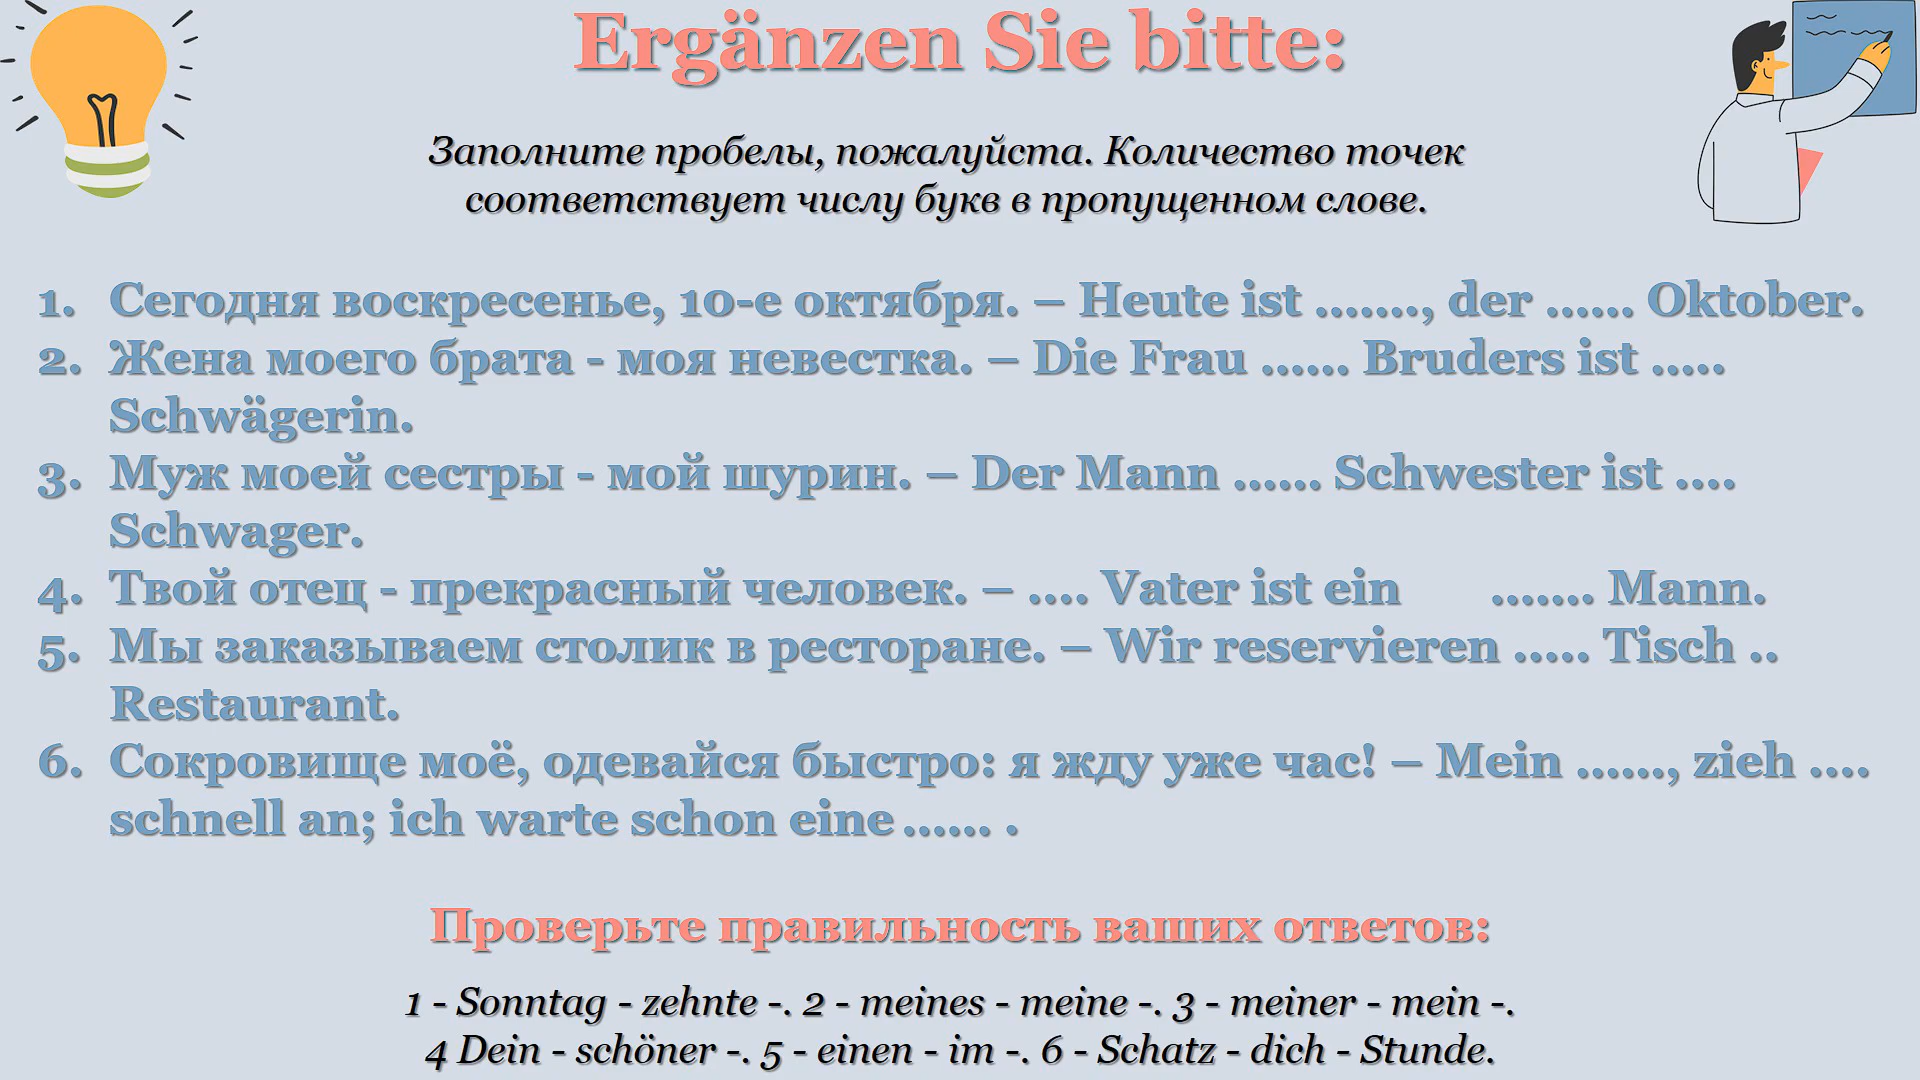 Ergänzen Sie bitte:
Заполните пробелы, пожалуйста. Количество точек
соответствует числу букв в пропущенном слове.
1. Сегодня воскресенье, 10-е октября. – Heute ist ......., der ...... Oktober.
2. Жена моего брата - моя невестка. – Die Frau ...... Bruders ist .....
Schwägerin.
3. Муж моей сестры - мой шурин. – Der Mann ...... Schwester ist ....
Schwager.
4. Твой отец - прекрасный человек. – .... Vater ist ein ....... Mann.
5. Мы заказываем столик в ресторане. – Wir reservieren ..... Tisch ..
Restaurant.
6. Сокровище моё, одевайся быстро: я жду уже час! – Mein ......, zieh ....
schnell an; ich warte schon eine ...... .
Проверьте правильность ваших ответов:
1 - Sonntag - zehnte -. 2 - meines - meine -. 3 - meiner - mein -.
4 Dein - schöner -. 5 - einen - im -. 6 - Schatz - dich - Stunde.